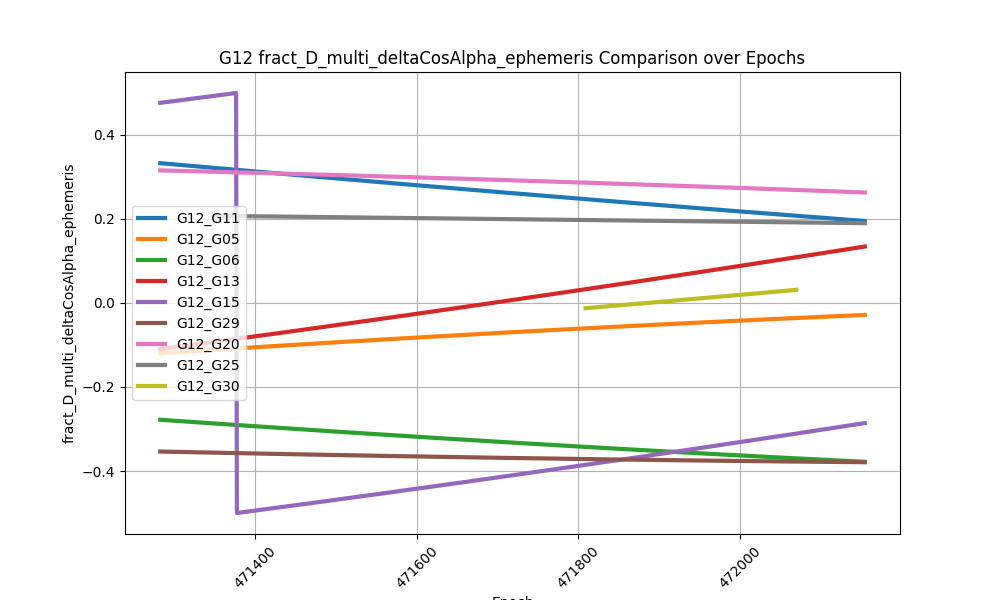 G12 fract_D_multi_deltaCosAlpha_ephemeris Comparison over Epochs
fract_D_multi_deltaCosAlpha_ephemeris
0.4
0.2
0.0
−0.2
−0.4
G12_G11
G12_G05
G12_G06
G12_G13
G12_G15
G12_G29
G12_G20
G12_G25
G12_G30
471400
471600
471800
472000
Epoch